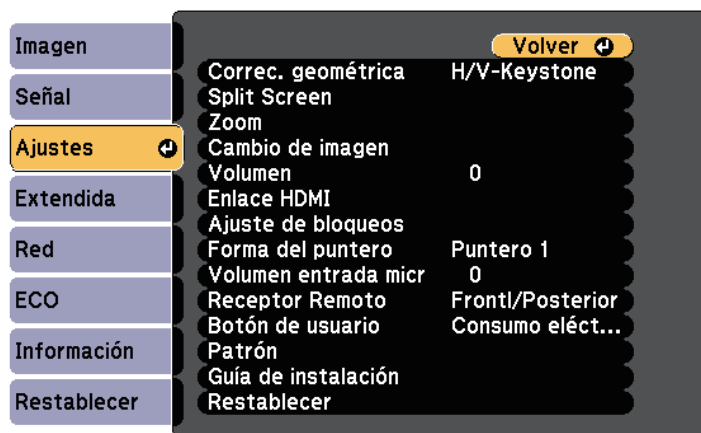 Imagen
Señal
Ajustes
Extendida
Red
ECO
Información
Restablecer
Volver
Correc. geométrica H/V-Keystone
Split Screen
Zoom
Cambio de imagen
Volumen 0
Enlace HDMI
Ajuste de bloqueos
Forma del puntero Puntero 1
Volumen entrada micr 0
Receptor Remoto Frontl/Posterior
Botón de usuario Consumo eléct...
Patrón
Guía de instalación
Restablecer